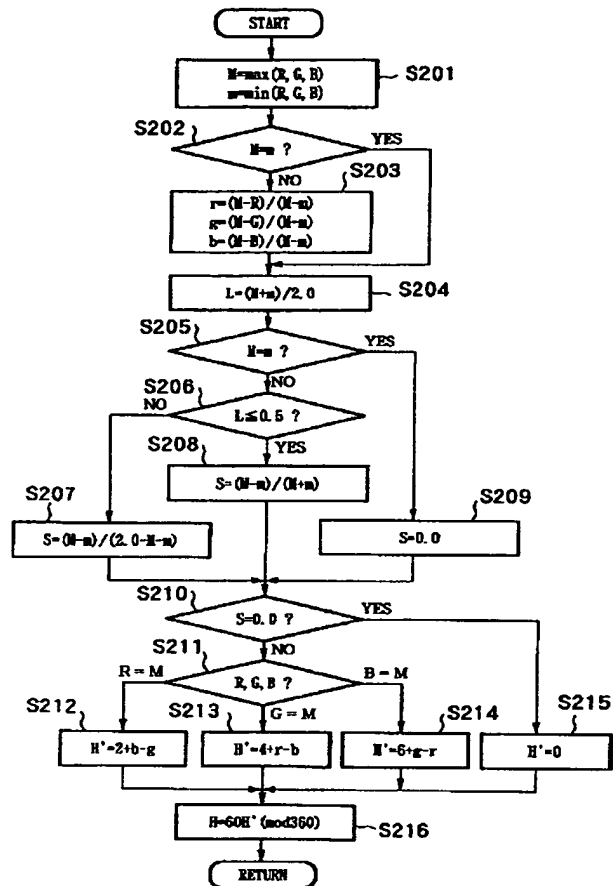 START
M=max(R,G,B)
m=min(R,G,B)
S201
S202
M=m ?
YES
NO
S203
r=(M-R)/(M-m)
g=(M-G)/(M-m)
b=(M-B)/(M-m)
L=(M+m)/2.0
S204
S205
M=m ?
YES
NO
S206
NO
L≦0.5 ?
YES
S208
S=(M-m)/(M+m)
S207
S=(M-m)/(2.0-M-m)
S209
S=0.0
S210
S=0.0 ?
YES
NO
S211
R=M
R,G,B ?
B=M
G=M
S212
H'=2+b-g
S213
H'=4+r-b
S214
H'=6+g-r
S215
H'=0
H=60H'(mod360)
S216
RETURN